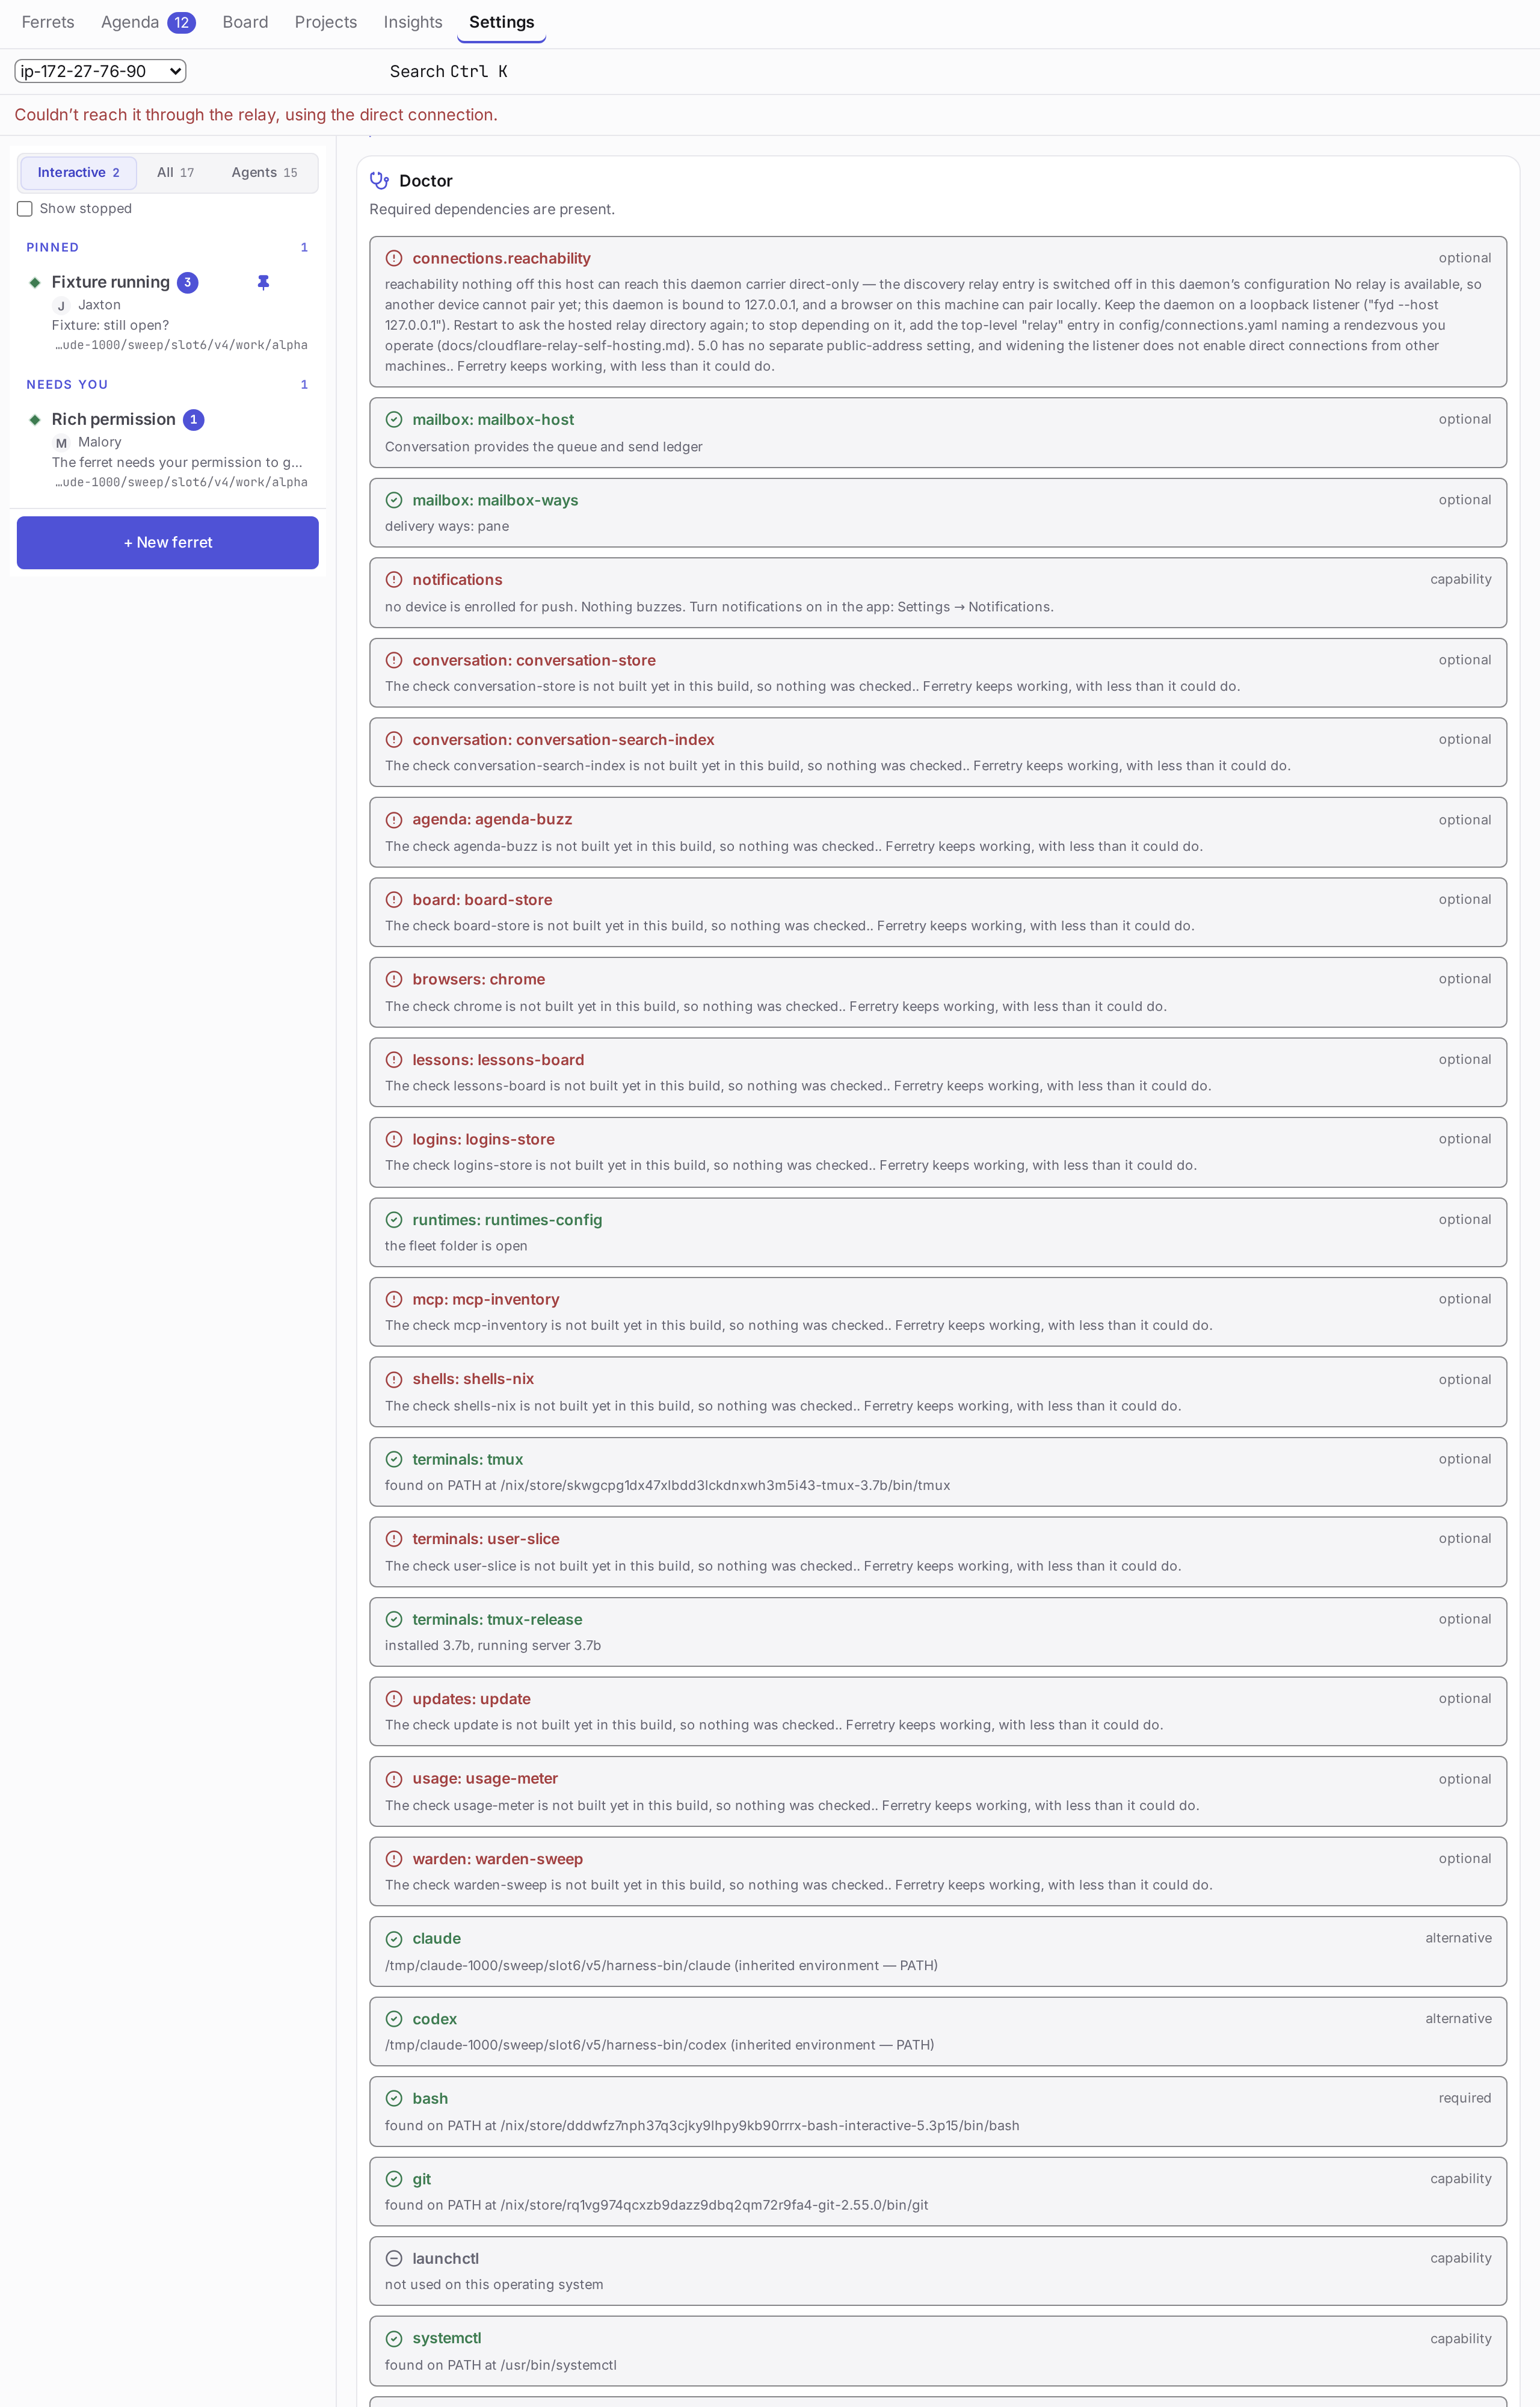 Ferrets Agenda 12 Board Projects Insights Settings
ip-172-27-76-90
Search Ctrl K
Couldn’t reach it through the relay, using the direct connection.
Interactive 2 All 17 Agents 15
Show stopped
PINNED 1
Fixture running 3
J Jaxton
Fixture: still open?
…ude-1000/sweep/slot6/v4/work/alpha
NEEDS YOU 1
Rich permission 1
M Malory
The ferret needs your permission to g…
…ude-1000/sweep/slot6/v4/work/alpha
+ New ferret
Doctor
Required dependencies are present.
connections.reachability optional
reachability nothing off this host can reach this daemon carrier direct-only — the discovery relay entry is switched off in this daemon’s configuration No relay is available, so
another device cannot pair yet; this daemon is bound to 127.0.0.1, and a browser on this machine can pair locally. Keep the daemon on a loopback listener ("fyd --host
127.0.0.1"). Restart to ask the hosted relay directory again; to stop depending on it, add the top-level "relay" entry in config/connections.yaml naming a rendezvous you
operate (docs/cloudflare-relay-self-hosting.md). 5.0 has no separate public-address setting, and widening the listener does not enable direct connections from other
machines.. Ferretry keeps working, with less than it could do.
mailbox: mailbox-host optional
Conversation provides the queue and send ledger
mailbox: mailbox-ways optional
delivery ways: pane
notifications capability
no device is enrolled for push. Nothing buzzes. Turn notifications on in the app: Settings → Notifications.
conversation: conversation-store optional
The check conversation-store is not built yet in this build, so nothing was checked.. Ferretry keeps working, with less than it could do.
conversation: conversation-search-index optional
The check conversation-search-index is not built yet in this build, so nothing was checked.. Ferretry keeps working, with less than it could do.
agenda: agenda-buzz optional
The check agenda-buzz is not built yet in this build, so nothing was checked.. Ferretry keeps working, with less than it could do.
board: board-store optional
The check board-store is not built yet in this build, so nothing was checked.. Ferretry keeps working, with less than it could do.
browsers: chrome optional
The check chrome is not built yet in this build, so nothing was checked.. Ferretry keeps working, with less than it could do.
lessons: lessons-board optional
The check lessons-board is not built yet in this build, so nothing was checked.. Ferretry keeps working, with less than it could do.
logins: logins-store optional
The check logins-store is not built yet in this build, so nothing was checked.. Ferretry keeps working, with less than it could do.
runtimes: runtimes-config optional
the fleet folder is open
mcp: mcp-inventory optional
The check mcp-inventory is not built yet in this build, so nothing was checked.. Ferretry keeps working, with less than it could do.
shells: shells-nix optional
The check shells-nix is not built yet in this build, so nothing was checked.. Ferretry keeps working, with less than it could do.
terminals: tmux optional
found on PATH at /nix/store/skwgcpg1dx47xlbdd3lckdnxwh3m5i43-tmux-3.7b/bin/tmux
terminals: user-slice optional
The check user-slice is not built yet in this build, so nothing was checked.. Ferretry keeps working, with less than it could do.
terminals: tmux-release optional
installed 3.7b, running server 3.7b
updates: update optional
The check update is not built yet in this build, so nothing was checked.. Ferretry keeps working, with less than it could do.
usage: usage-meter optional
The check usage-meter is not built yet in this build, so nothing was checked.. Ferretry keeps working, with less than it could do.
warden: warden-sweep optional
The check warden-sweep is not built yet in this build, so nothing was checked.. Ferretry keeps working, with less than it could do.
claude alternative
/tmp/claude-1000/sweep/slot6/v5/harness-bin/claude (inherited environment — PATH)
codex alternative
/tmp/claude-1000/sweep/slot6/v5/harness-bin/codex (inherited environment — PATH)
bash required
found on PATH at /nix/store/dddwfz7nph37q3cjky9lhpy9kb90rrrx-bash-interactive-5.3p15/bin/bash
git capability
found on PATH at /nix/store/rq1vg974qcxzb9dazz9dbq2qm72r9fa4-git-2.55.0/bin/git
launchctl capability
not used on this operating system
systemctl capability
found on PATH at /usr/bin/systemctl